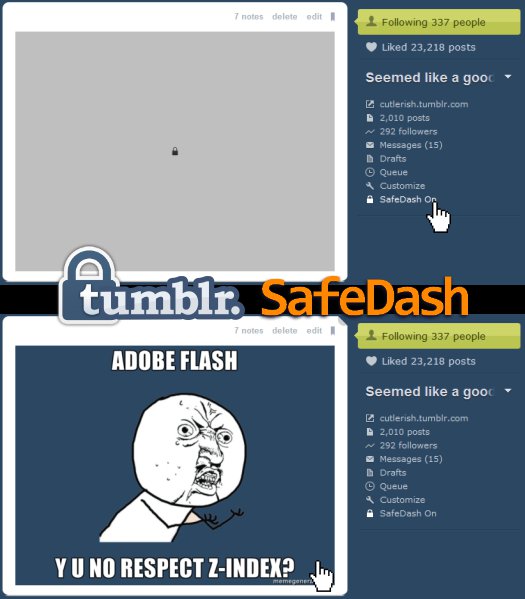 7 notes delete edit
Following 337 people
Liked 23,218 posts
Seemed like a good
cutlerish.tumblr.com
2,010 posts
292 followers
Messages (15)
Drafts
Queue
Customize
SafeDash On
tumblr. SafeDash
7 notes delete edit
Following 337 people
Liked 23,218 posts
ADOBE FLASH
Seemed like a good
cutlerish.tumblr.com
2,010 posts
292 followers
Messages (15)
Drafts
Queue
Customize
SafeDash On
Y U NO RESPECT Z-INDEX?